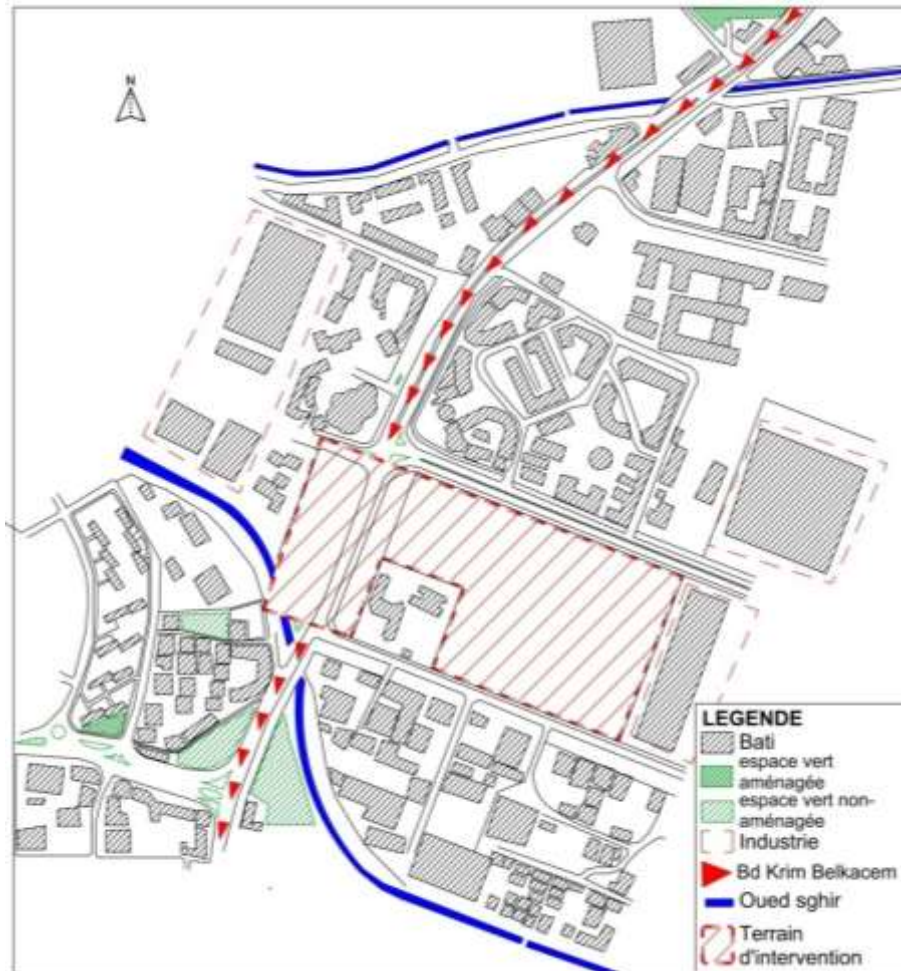 N
LEGENDE
Bati
espace vert
aménagée
espace vert non-
aménagée
Industrie
Bd Krim Belkacem
Oued sghir
Terrain
d'intervention